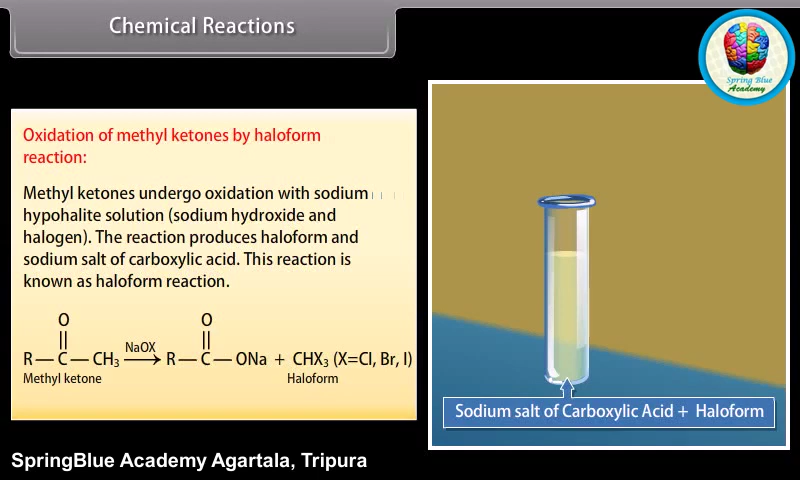 Chemical Reactions
Spring Blue
Academy
Oxidation of methyl ketones by haloform
reaction:
Methyl ketones undergo oxidation with sodium
hypohalite solution (sodium hydroxide and
halogen). The reaction produces haloform and
sodium salt of carboxylic acid. This reaction is
known as haloform reaction.
O O
|| ||
R — C — CH₃ NaOX⟶ R — C — ONa + CHX₃ (X=Cl, Br, I)
Methyl ketone Haloform
Sodium salt of Carboxylic Acid + Haloform
SpringBlue Academy Agartala, Tripura